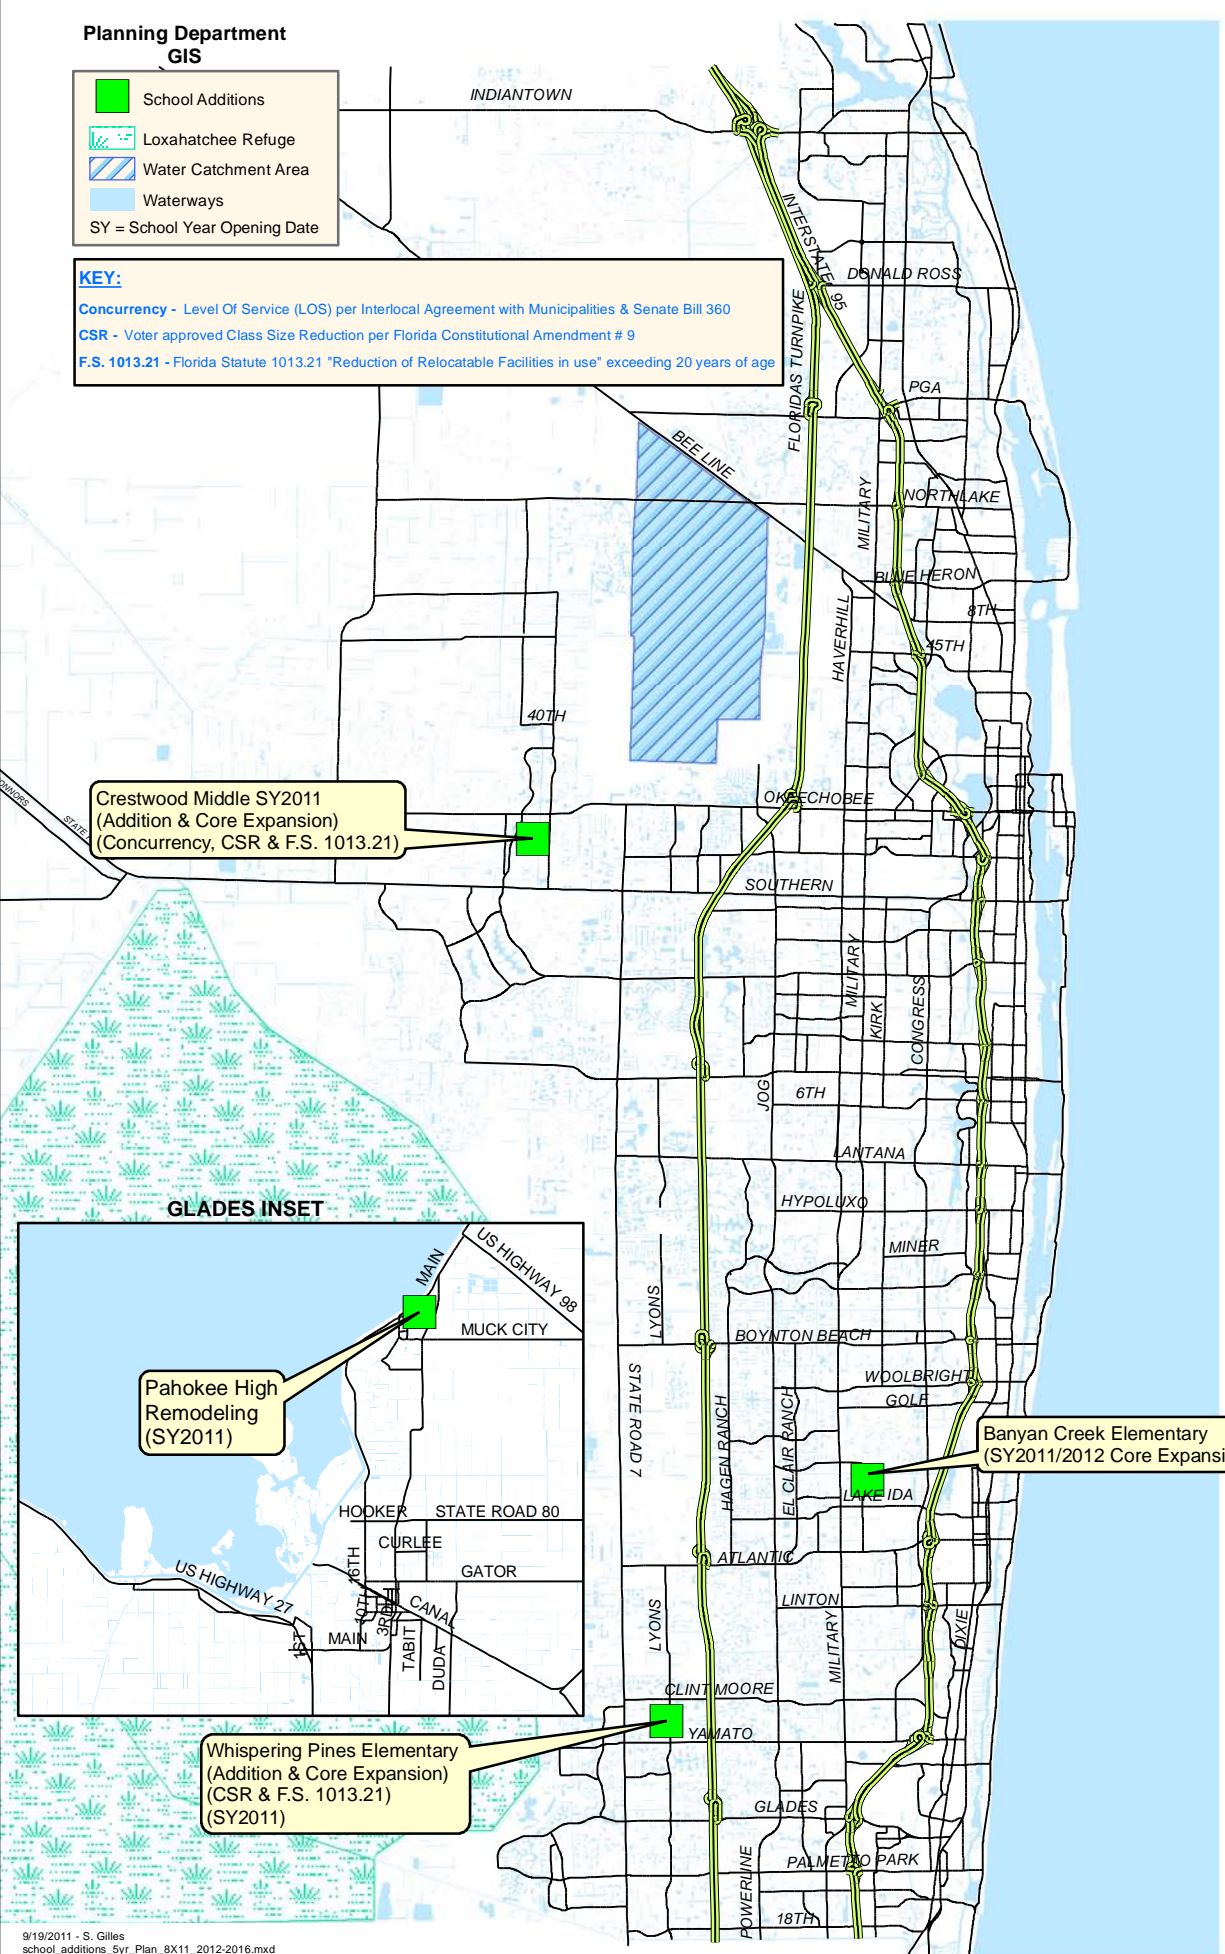 Planning Department
GIS
School Additions
Loxahatchee Refuge
Water Catchment Area
Waterways
SY = School Year Opening Date
KEY:
Concurrency - Level Of Service (LOS) per Interlocal Agreement with Municipalities & Senate Bill 360
CSR - Voter approved Class Size Reduction per Florida Constitutional Amendment # 9
F.S. 1013.21 - Florida Statute 1013.21 "Reduction of Relocatable Facilities in use" exceeding 20 years of age
INDIANTOWN
INTERSTATE 95
DONALD ROSS
FLORIDAS TURNPIKE
PGA
BEE LINE
MILITARY
NORTHLAKE
BLUE HERON
8TH
HAVERHILL
45TH
40TH
OKEECHOBEE
CONNORS
STATE
Crestwood Middle SY2011
(Addition & Core Expansion)
(Concurrency, CSR & F.S. 1013.21)
SOUTHERN
MILITARY
KIRK
CONGRESS
JOG
6TH
LANTANA
HYPOLUXO
MINER
LYONS
BOYNTON BEACH
STATE ROAD 7
HAGEN RANCH
EL CLAIR RANCH
WOOLBRIGHT
GOLF
Banyan Creek Elementary
(SY2011/2012 Core Expansi
LAKE IDA
ATLANTIC
LINTON
LYONS
MILITARY
DIXIE
CLINT MOORE
YAMATO
GLADES
PALMETTO PARK
POWERLINE
18TH
GLADES INSET
MAIN
US HIGHWAY 98
MUCK CITY
Pahokee High
Remodeling
(SY2011)
HOOKER
STATE ROAD 80
CURLEE
16TH
GATOR
US HIGHWAY 27
10TH
3RD
CANAL
1ST
MAIN
TABIT
DUDA
Whispering Pines Elementary
(Addition & Core Expansion)
(CSR & F.S. 1013.21)
(SY2011)
9/19/2011 - S. Gilles
school_additions_5yr_Plan_8X11_2012-2016.mxd